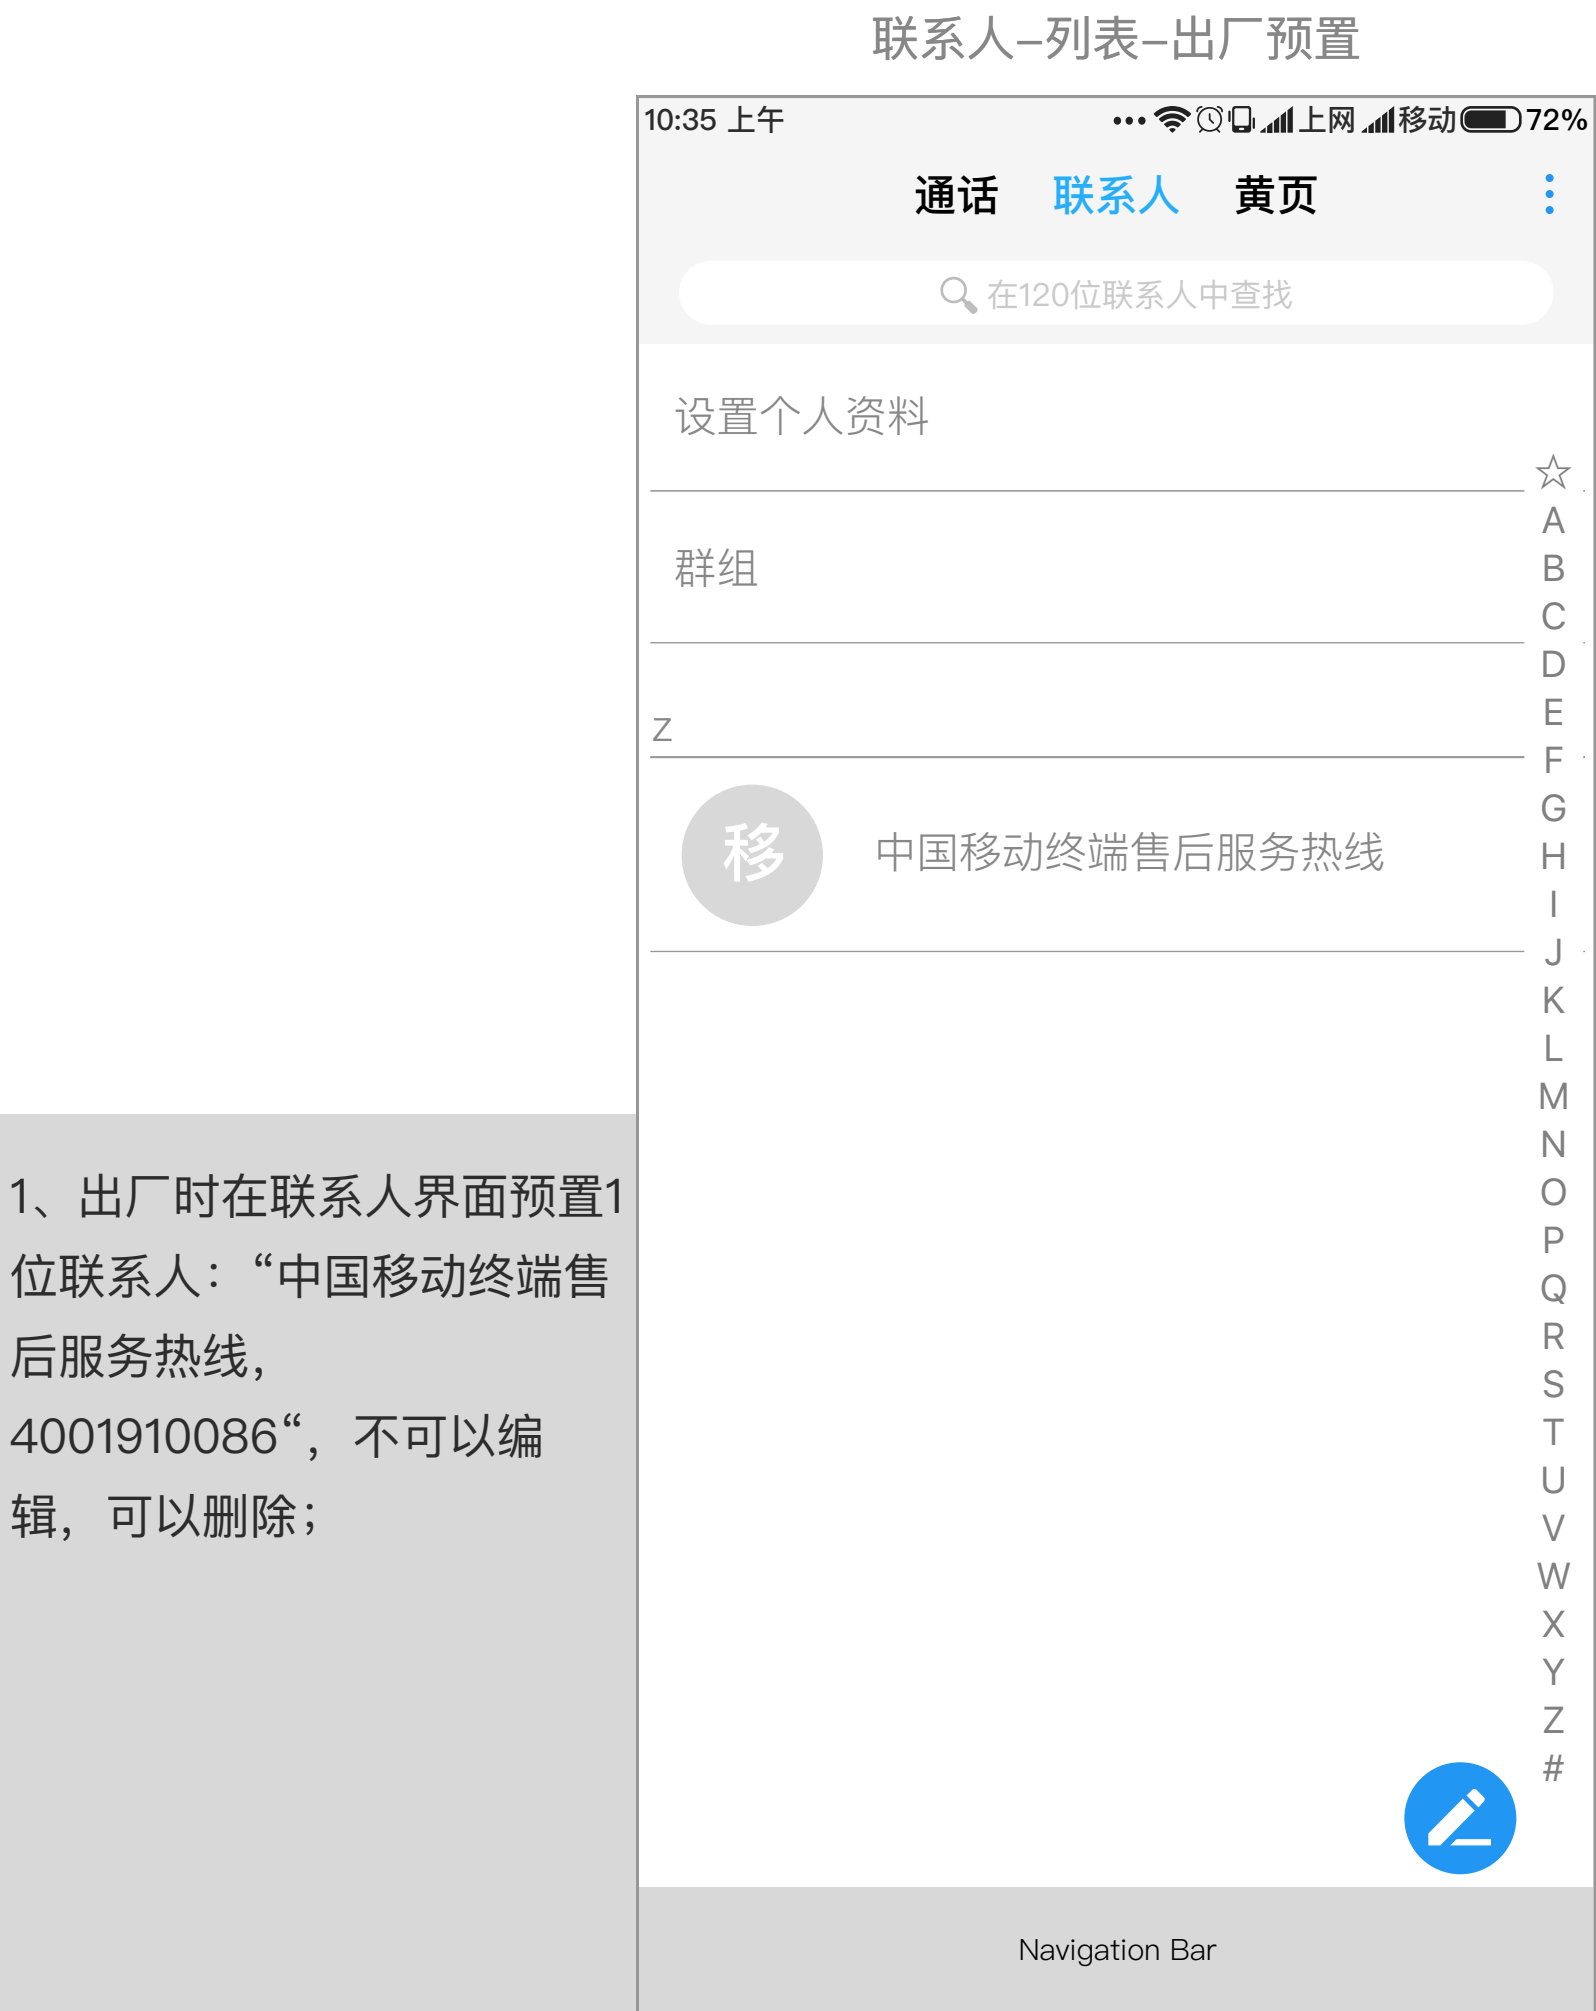 联系人-列表-出厂预置
10:35 上午
上网 移动 72%
通话 联系人 黄页
在120位联系人中查找
设置个人资料
☆
A
群组
B
C
D
E
Z
F
G
移 中国移动终端售后服务热线
H
I
J
K
L
M
N
O
P
Q
R
S
T
U
V
W
X
Y
Z
#
1、出厂时在联系人界面预置1
位联系人：“中国移动终端售
后服务热线，
4001910086“，不可以编
辑，可以删除；
Navigation Bar